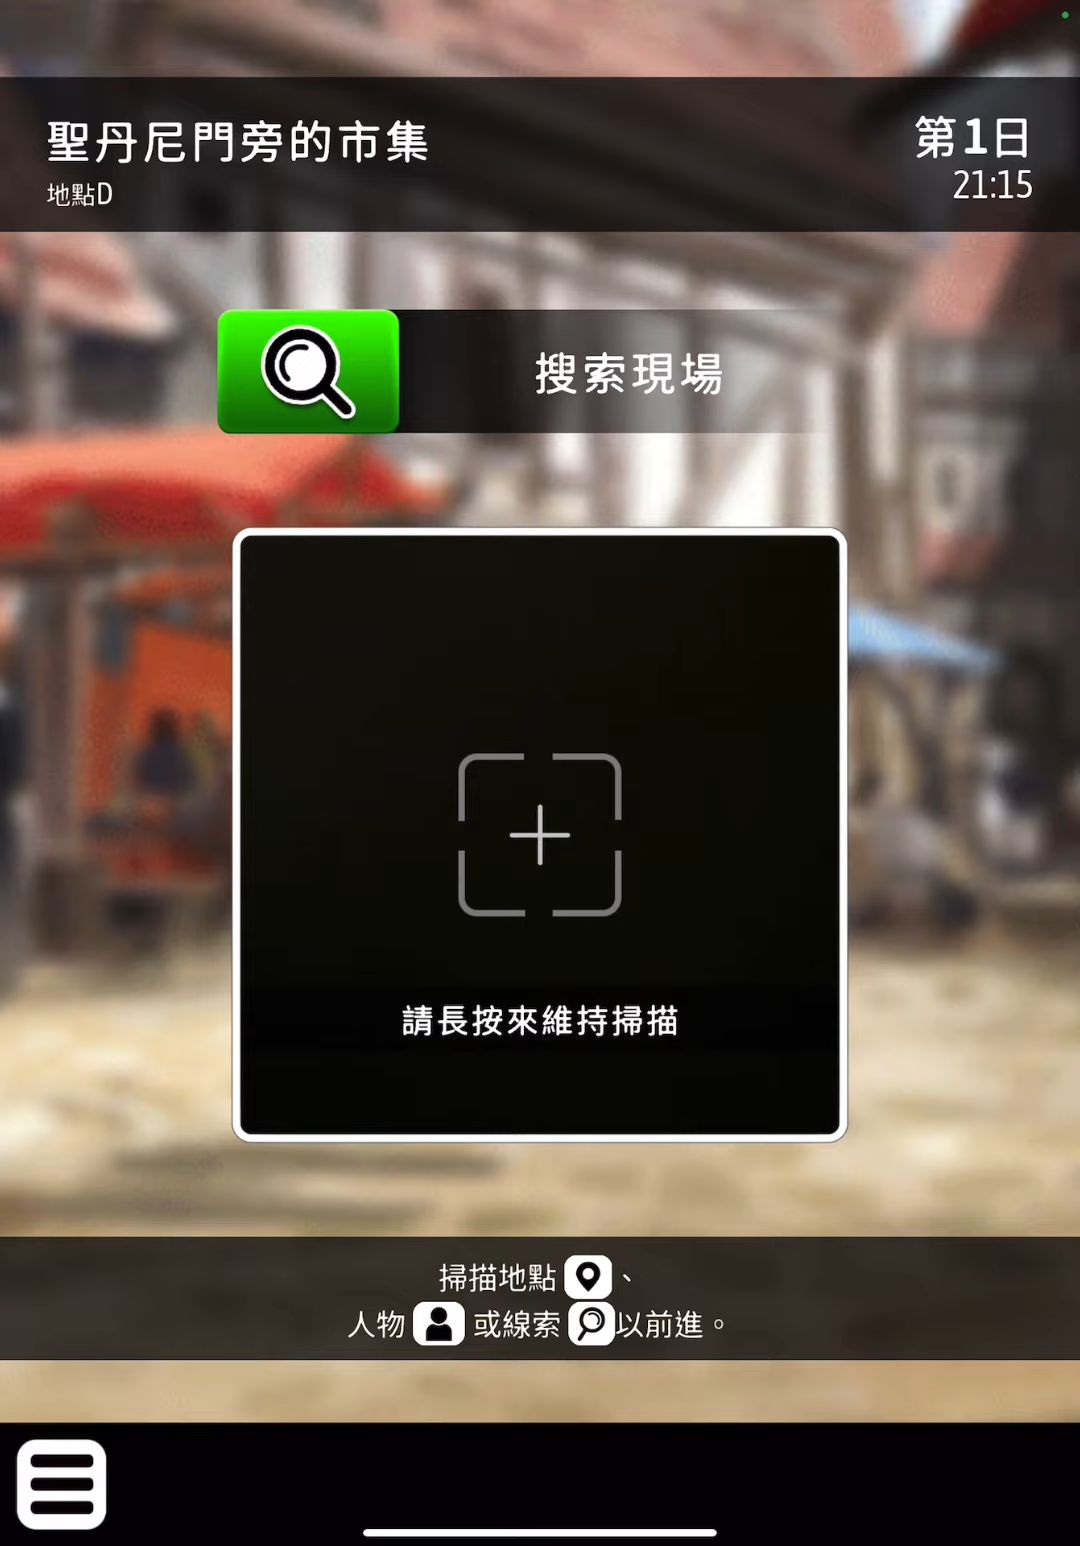 聖丹尼門旁的市集
第1日
地點D
21:15
搜索現場
請長按來維持掃描
掃描地點、
人物或線索以前進。